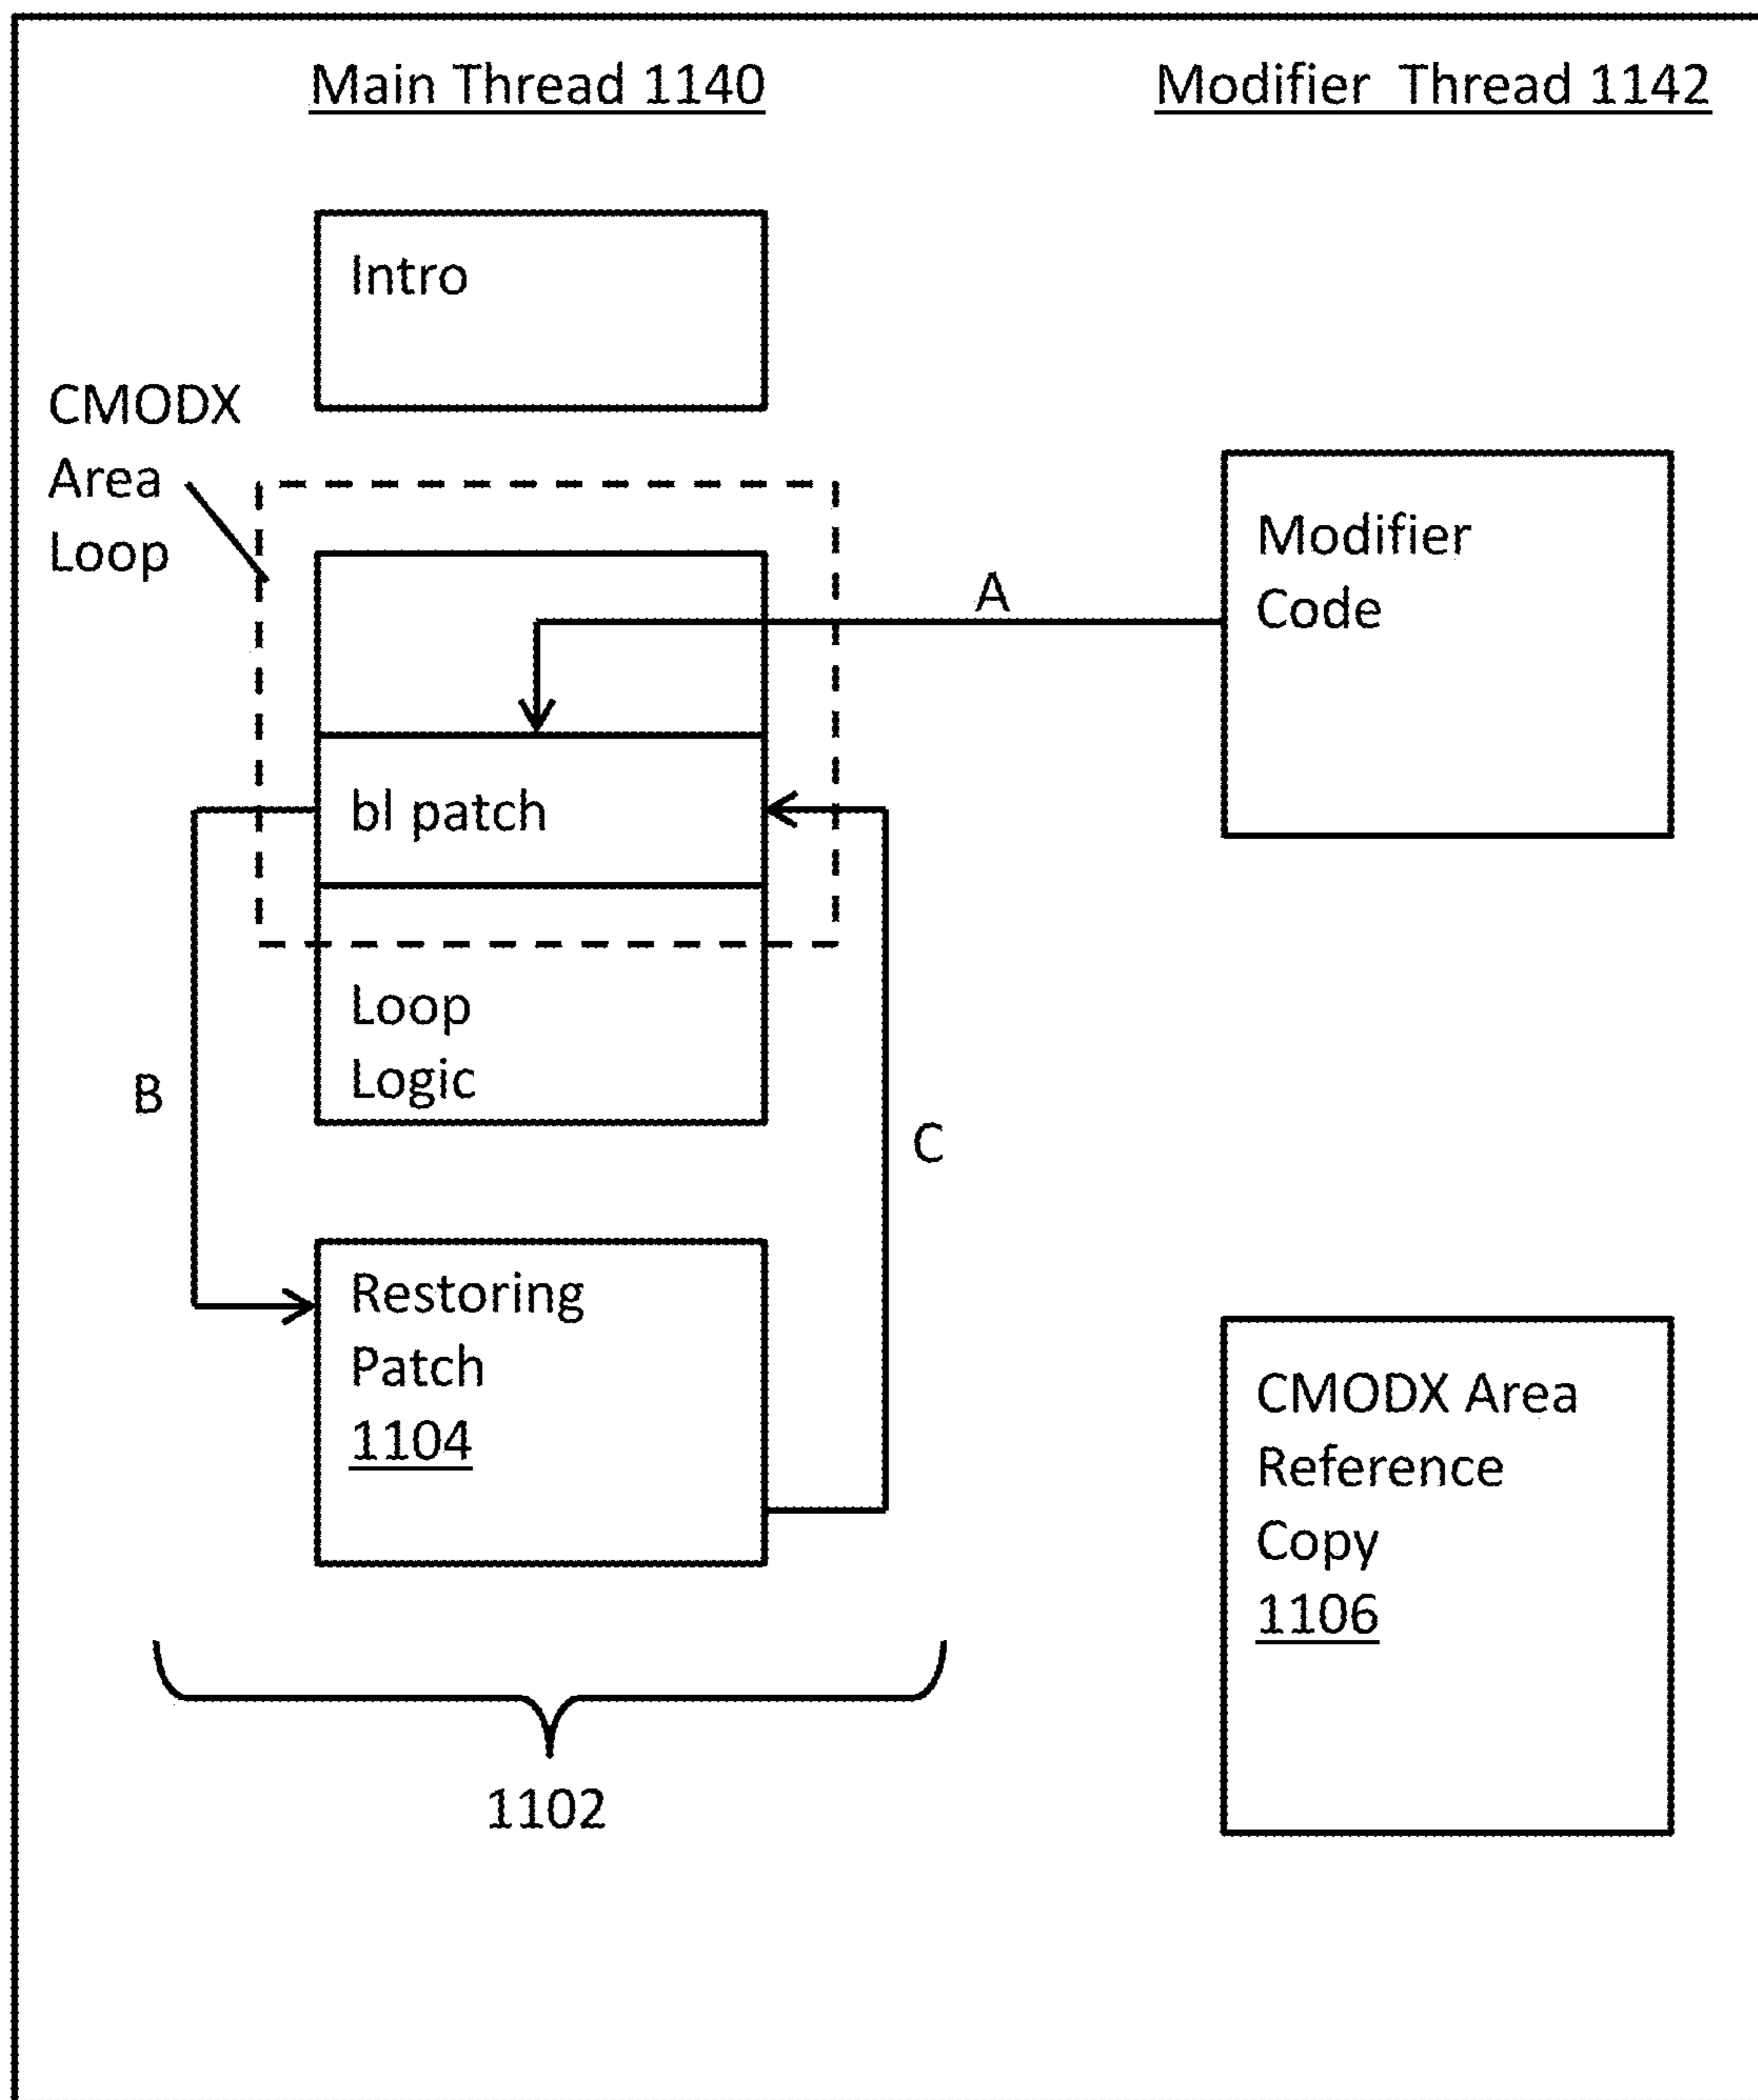 Main Thread 1140
Modifier Thread 1142
Intro
CMODX
Area
Loop
Modifier
Code
A
bl patch
Loop
Logic
B
C
Restoring
Patch
1104
CMODX Area
Reference
Copy
1106
1102